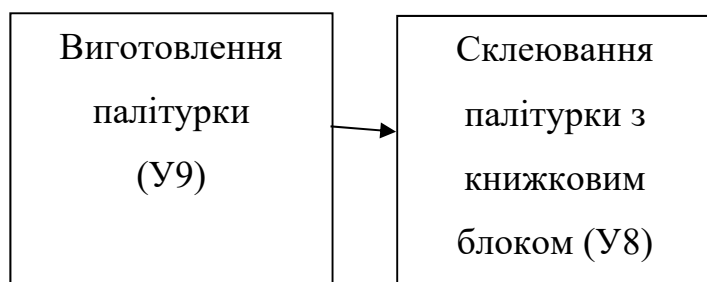 Виготовлення
палітурки
(У9)
Склеювання
палітурки з
книжковим
блоком (У8)